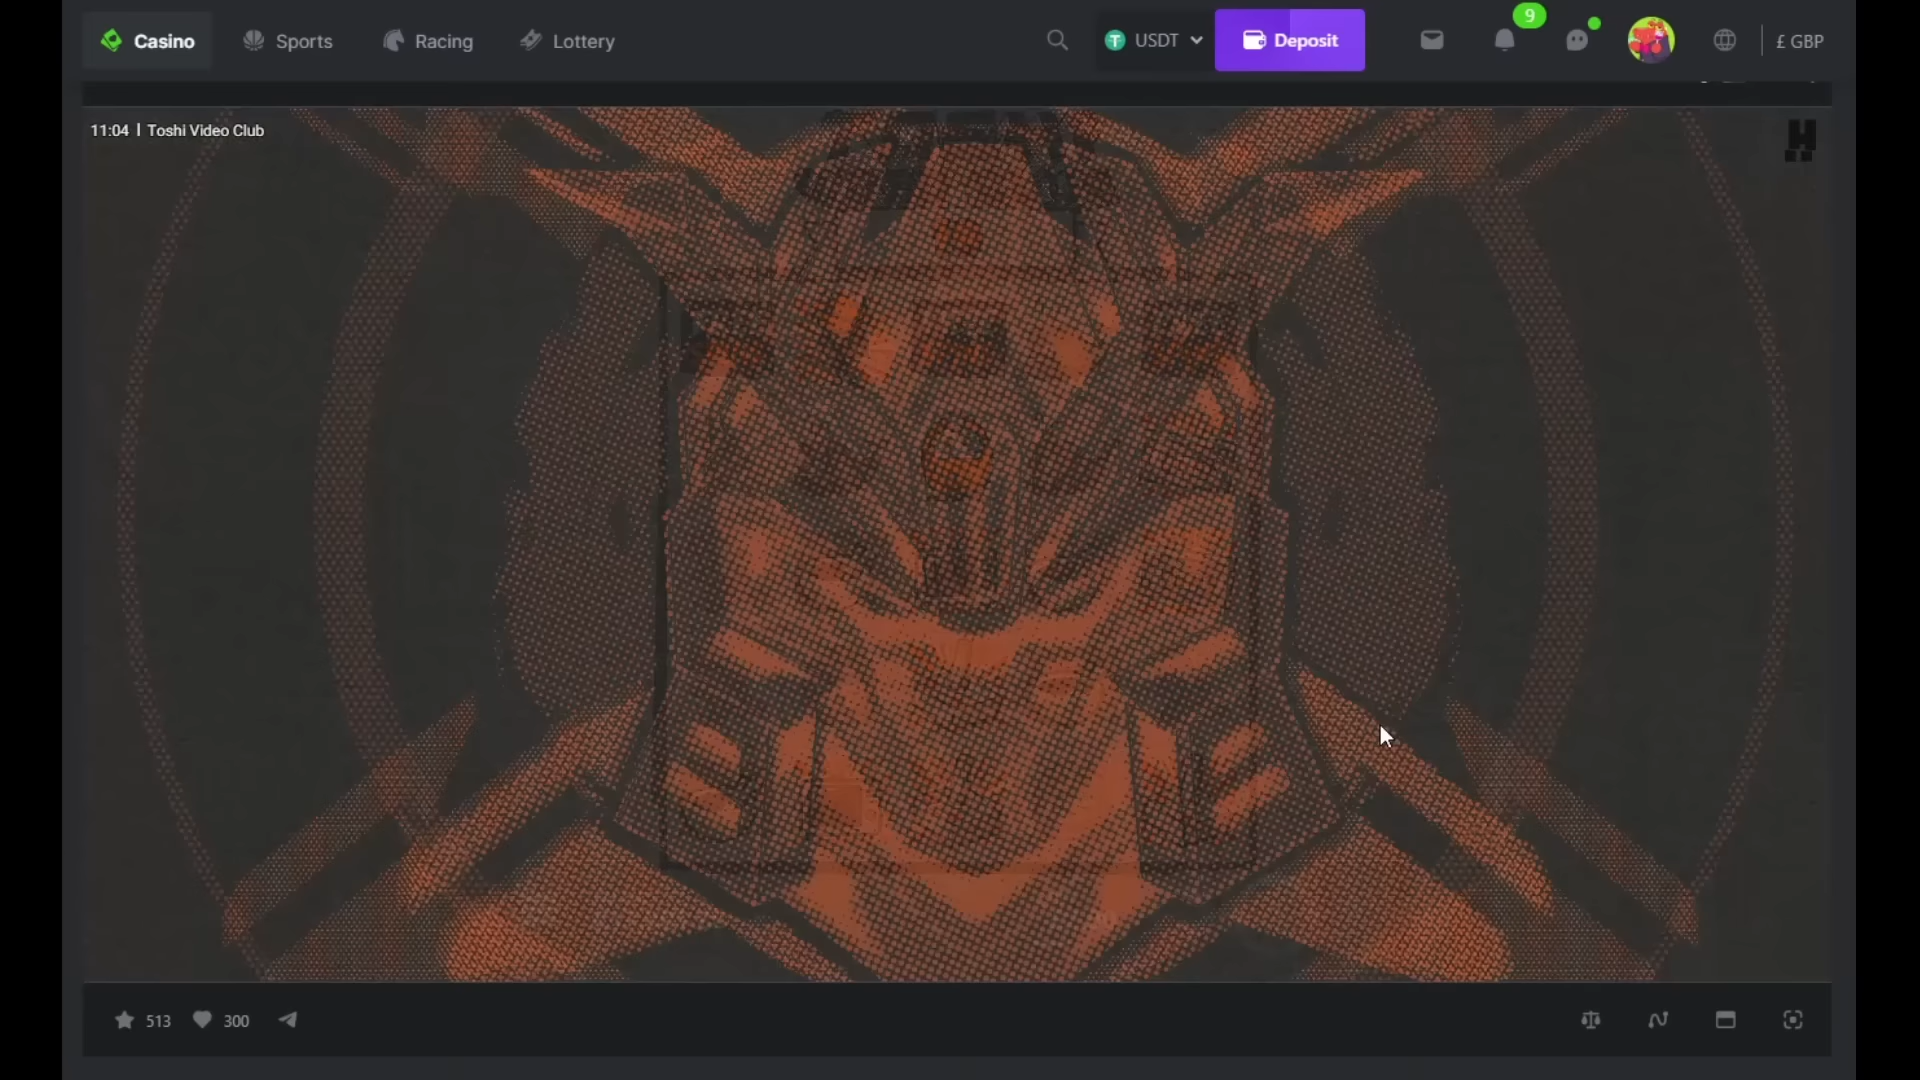 Casino
Sports
Racing
Lottery
USDT
Deposit
9
£ GBP
11:04 | Toshi Video Club
513
300